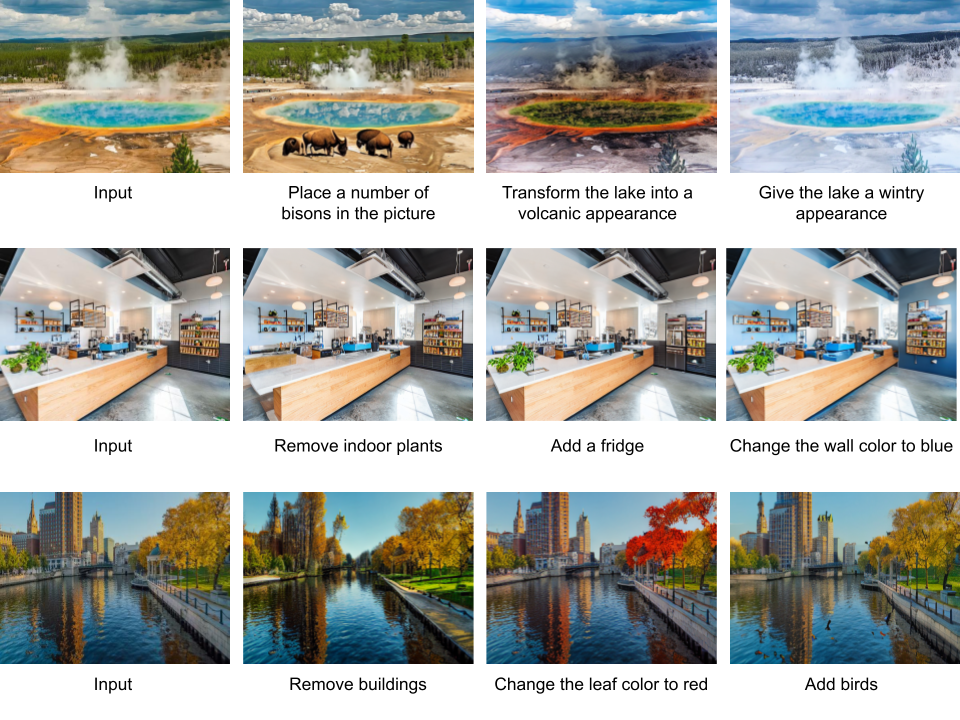 Input
Place a number of
bisons in the picture
Transform the lake into a
volcanic appearance
Give the lake a wintry
appearance
Input
Remove indoor plants
Add a fridge
Change the wall color to blue
Input
Remove buildings
Change the leaf color to red
Add birds